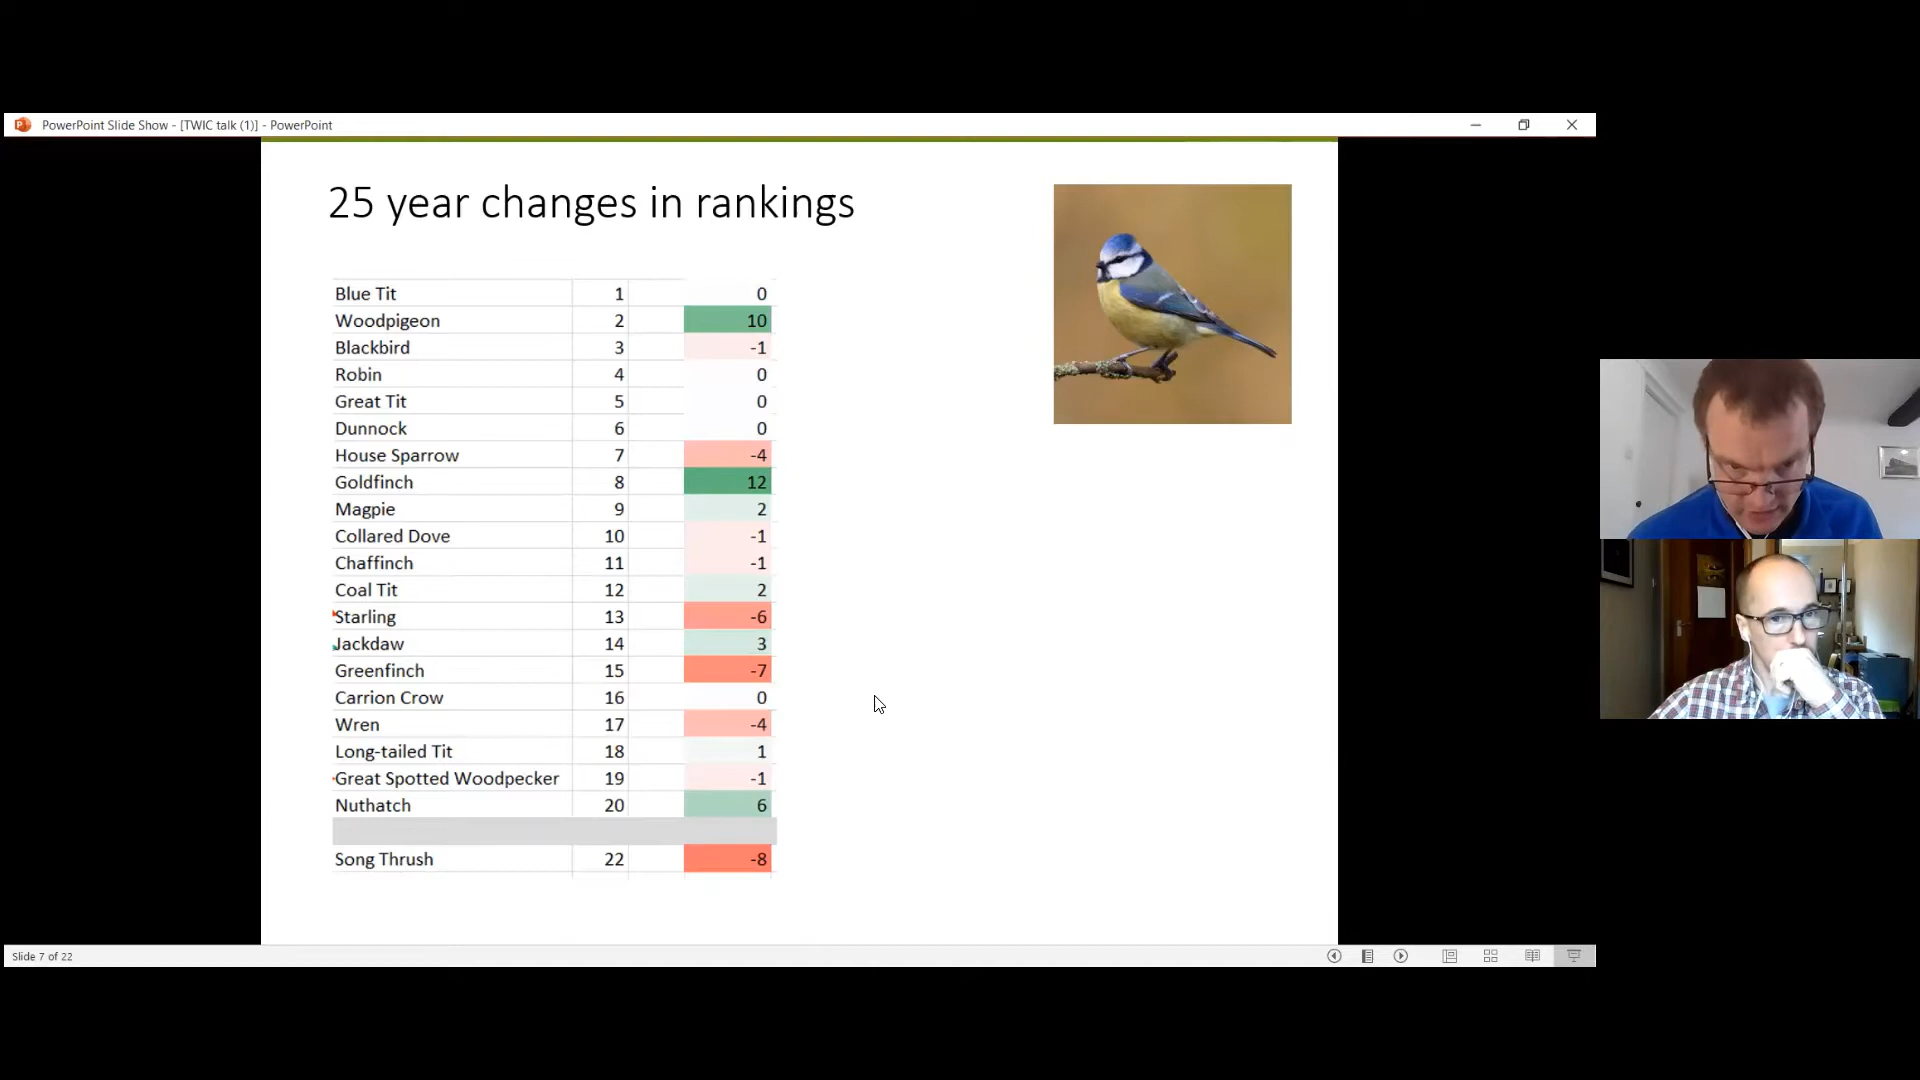 PowerPoint Slide Show - [TWIC talk (1)] - PowerPoint
25 year changes in rankings
Blue Tit 1 0
Woodpigeon 2 10
Blackbird 3 -1
Robin 4 0
Great Tit 5 0
Dunnock 6 0
House Sparrow 7 -4
Goldfinch 8 12
Magpie 9 2
Collared Dove 10 -1
Chaffinch 11 -1
Coal Tit 12 2
Starling 13 -6
Jackdaw 14 3
Greenfinch 15 -7
Carrion Crow 16 0
Wren 17 -4
Long-tailed Tit 18 1
Great Spotted Woodpecker 19 -1
Nuthatch 20 6
Song Thrush 22 -8
Slide 7 of 22